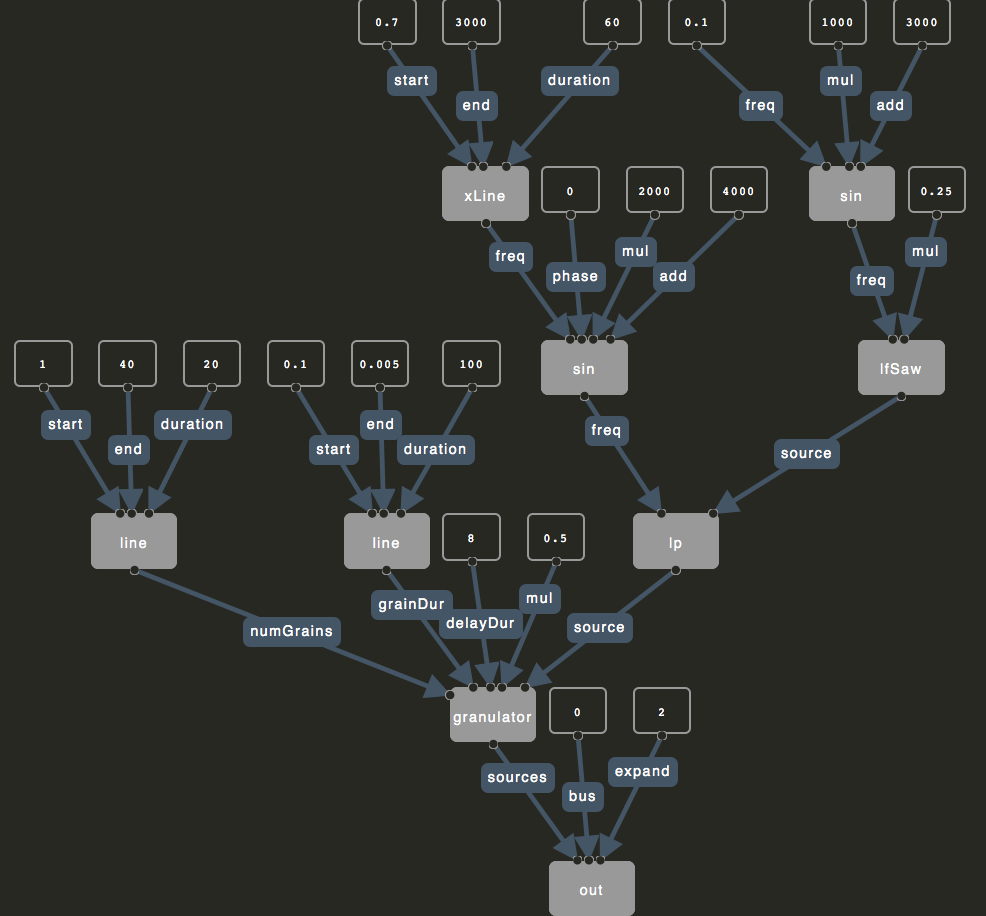 0.7 3000 60 0.1 1000 3000
start duration mul
end freq add
xLine 0 2000 4000 sin 0.25
freq phase mul add freq mul
1 40 20 0.1 0.005 100 sin lfSaw
start end duration start end duration freq source
line line 8 0.5 lp
numGrains grainDur delayDur mul source
granulator 0 2
sources bus expand
out